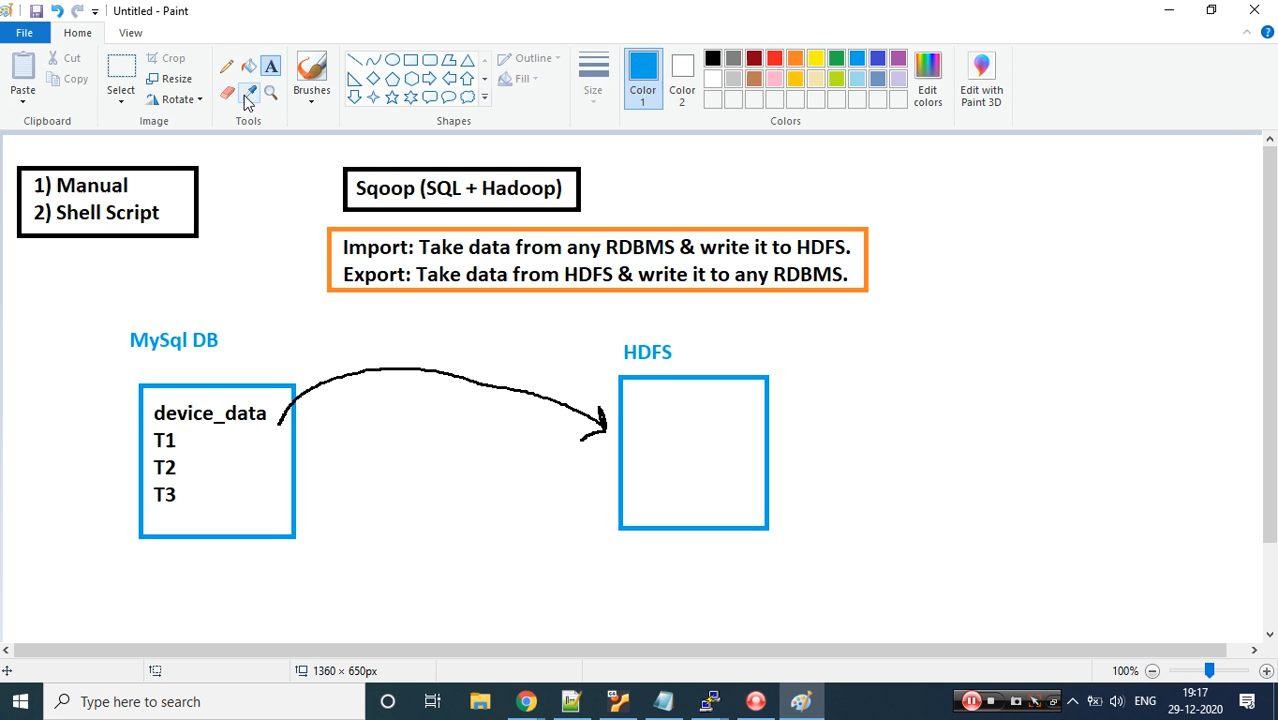 Untitled - Paint
File
Home
View
Paste
Cut
Copy
Clipboard
Select
Crop
Resize
Rotate
Image
Tools
Brushes
Outline
Fill
Shapes
Size
Color 1
Color 2
Edit colors
Colors
Edit with Paint 3D
1) Manual
2) Shell Script
Sqoop (SQL + Hadoop)
Import: Take data from any RDBMS & write it to HDFS.
Export: Take data from HDFS & write it to any RDBMS.
MySql DB
HDFS
device_data
T1
T2
T3
1360 × 650px
100%
Type here to search
ENG
19:17
29-12-2020